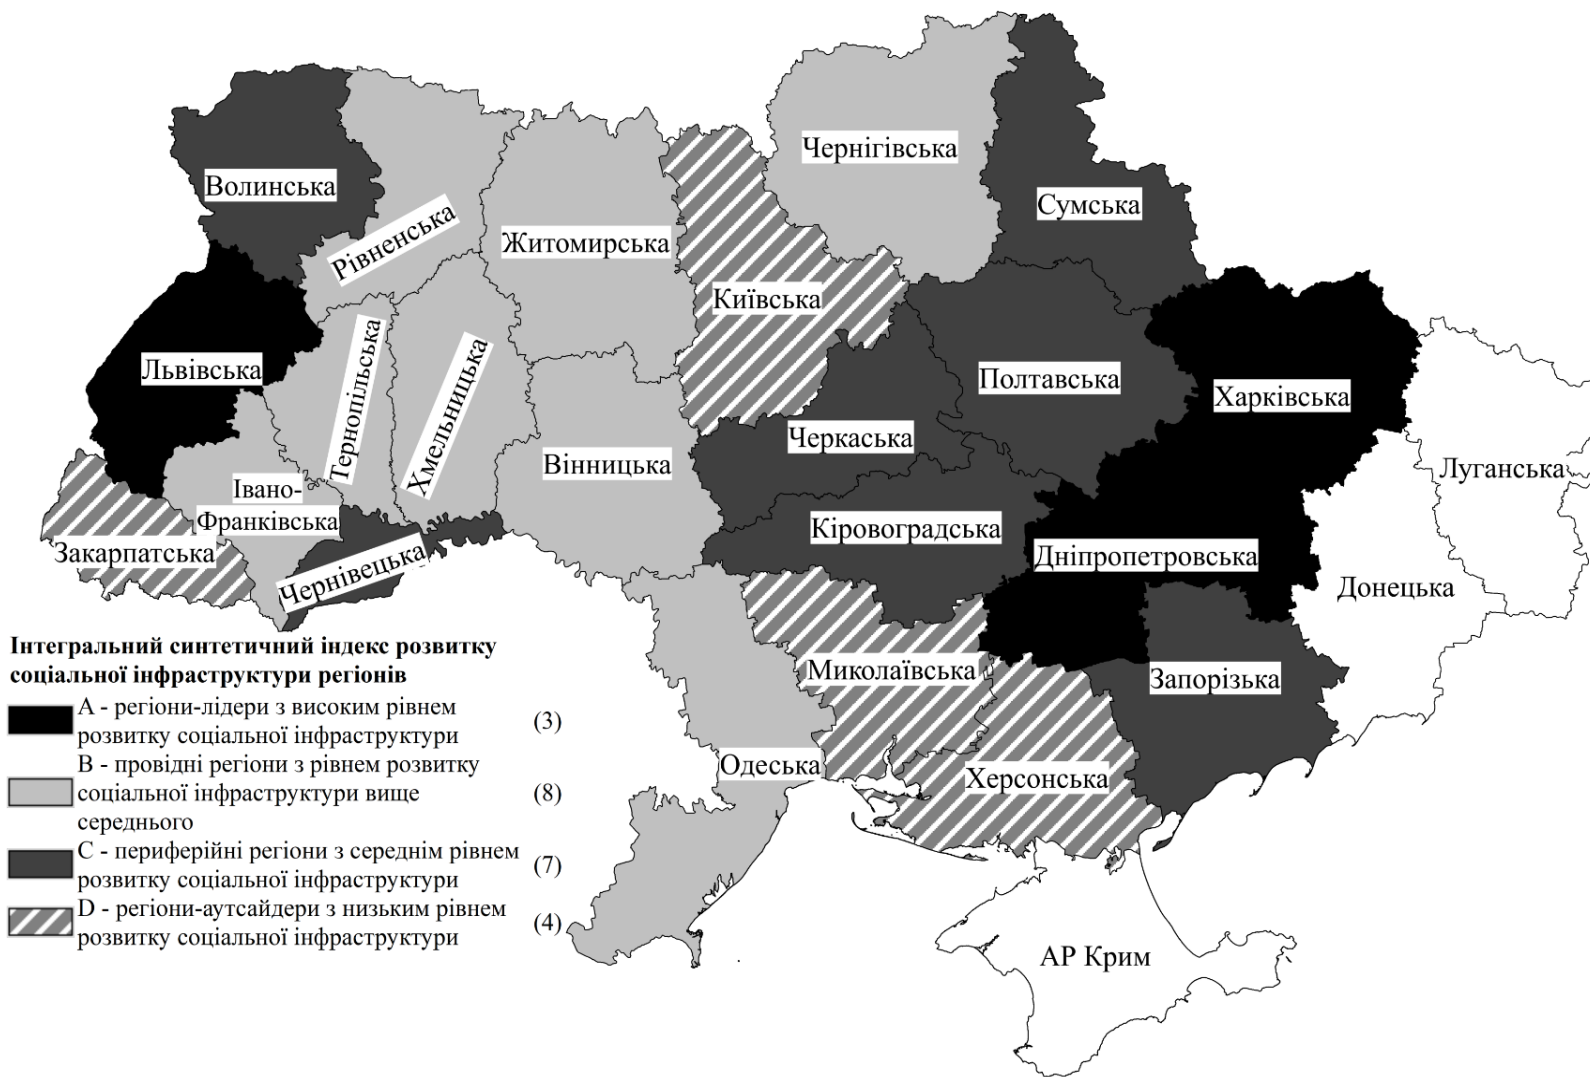 Чернігівська
Волинська
Сумська
Рівненська
Житомирська
Київська
Львівська
Тернопільська
Хмельницька
Полтавська
Харківська
Черкаська
Вінницька
Луганська
Івано-
Франківська
Кіровоградська
Закарпатська
Чернівецька
Дніпропетровська
Донецька
Миколаївська
Запорізька
Одеська
Херсонська
АР Крим
Інтегральний синтетичний індекс розвитку
соціальної інфраструктури регіонів
A - регіони-лідери з високим рівнем
розвитку соціальної інфраструктури (3)
B - провідні регіони з рівнем розвитку
соціальної інфраструктури вище (8)
середнього
C - периферійні регіони з середнім рівнем
розвитку соціальної інфраструктури (7)
D - регіони-аутсайдери з низьким рівнем
розвитку соціальної інфраструктури (4)